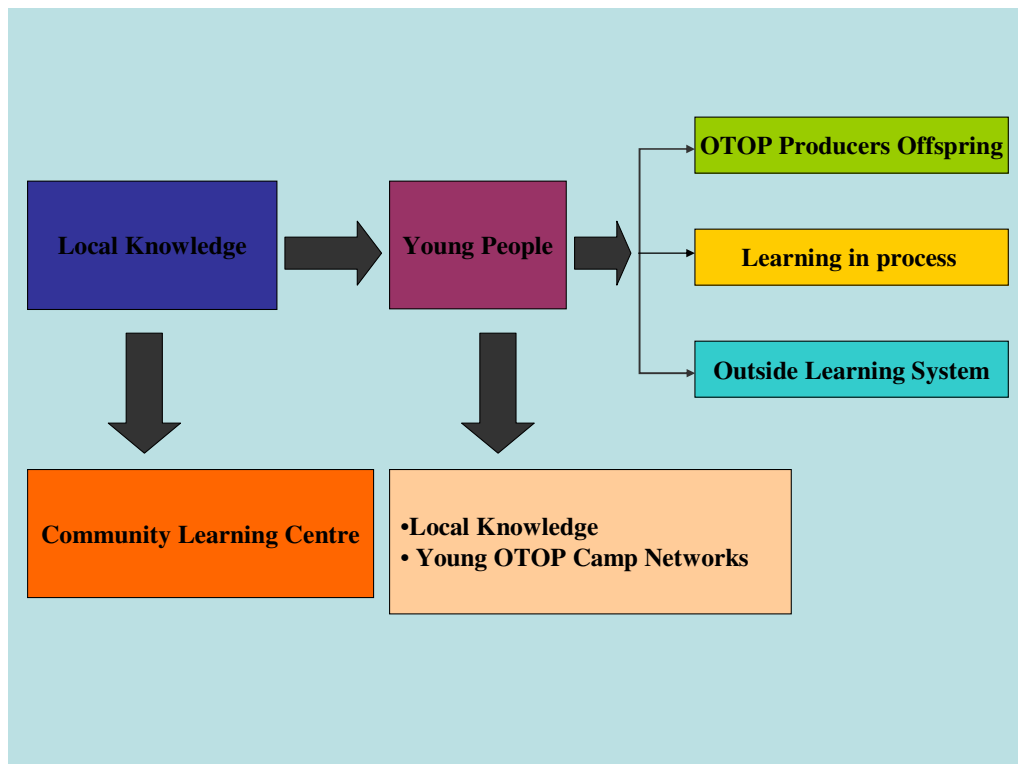 OTOP Producers Offspring
Local Knowledge
Young People
Learning in process
Outside Learning System
Community Learning Centre
•Local Knowledge
• Young OTOP Camp Networks